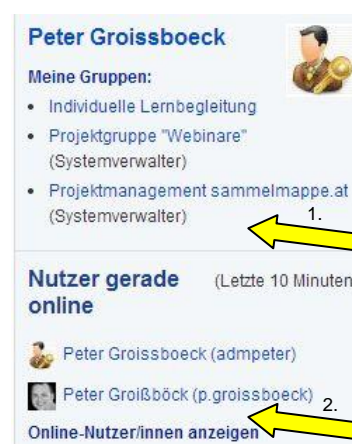 Peter Groissboeck
Meine Gruppen:
• Individuelle Lernbegleitung
• Projektgruppe "Webinare"
(Systemverwalter)
• Projektmanagement sammelmappe.at
(Systemverwalter)
1.
Nutzer gerade (Letzte 10 Minuten
online
Peter Groissboeck (admpeter)
Peter Groißböck (p.groissboeck)
2.
Online-Nutzer/innen anzeigen